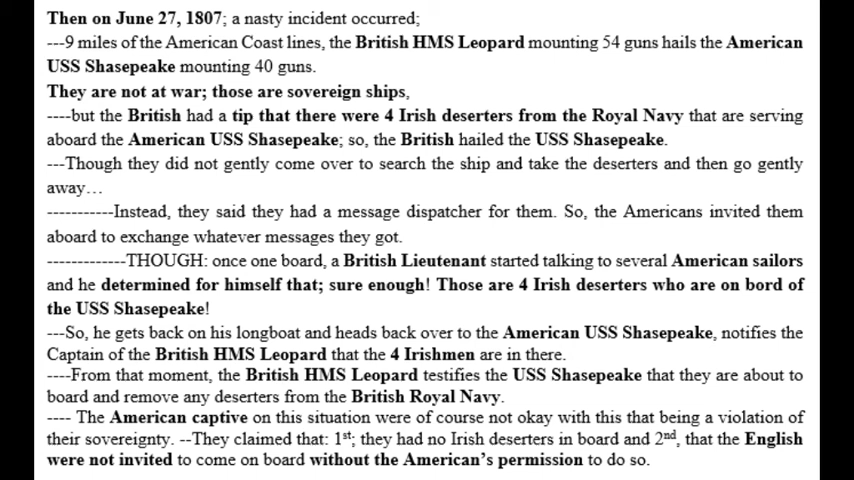 Then on June 27, 1807; a nasty incident occurred;
---9 miles of the American Coast lines, the British HMS Leopard mounting 54 guns hails the American
USS Shasepeake mounting 40 guns.
They are not at war; those are sovereign ships,
----but the British had a tip that there were 4 Irish deserters from the Royal Navy that are serving
aboard the American USS Shasepeake; so, the British hailed the USS Shasepeake.
---Though they did not gently come over to search the ship and take the deserters and then go gently
away…
-----------Instead, they said they had a message dispatcher for them. So, the Americans invited them
aboard to exchange whatever messages they got.
-------------THOUGH: once one board, a British Lieutenant started talking to several American sailors
and he determined for himself that; sure enough! Those are 4 Irish deserters who are on bord of
the USS Shasepeake!
---So, he gets back on his longboat and heads back over to the American USS Shasepeake, notifies the
Captain of the British HMS Leopard that the 4 Irishmen are in there.
----From that moment, the British HMS Leopard testifies the USS Shasepeake that they are about to
board and remove any deserters from the British Royal Navy.
---- The American captive on this situation were of course not okay with this that being a violation of
their sovereignty. --They claimed that: 1st; they had no Irish deserters in board and 2nd, that the English
were not invited to come on board without the American's permission to do so.